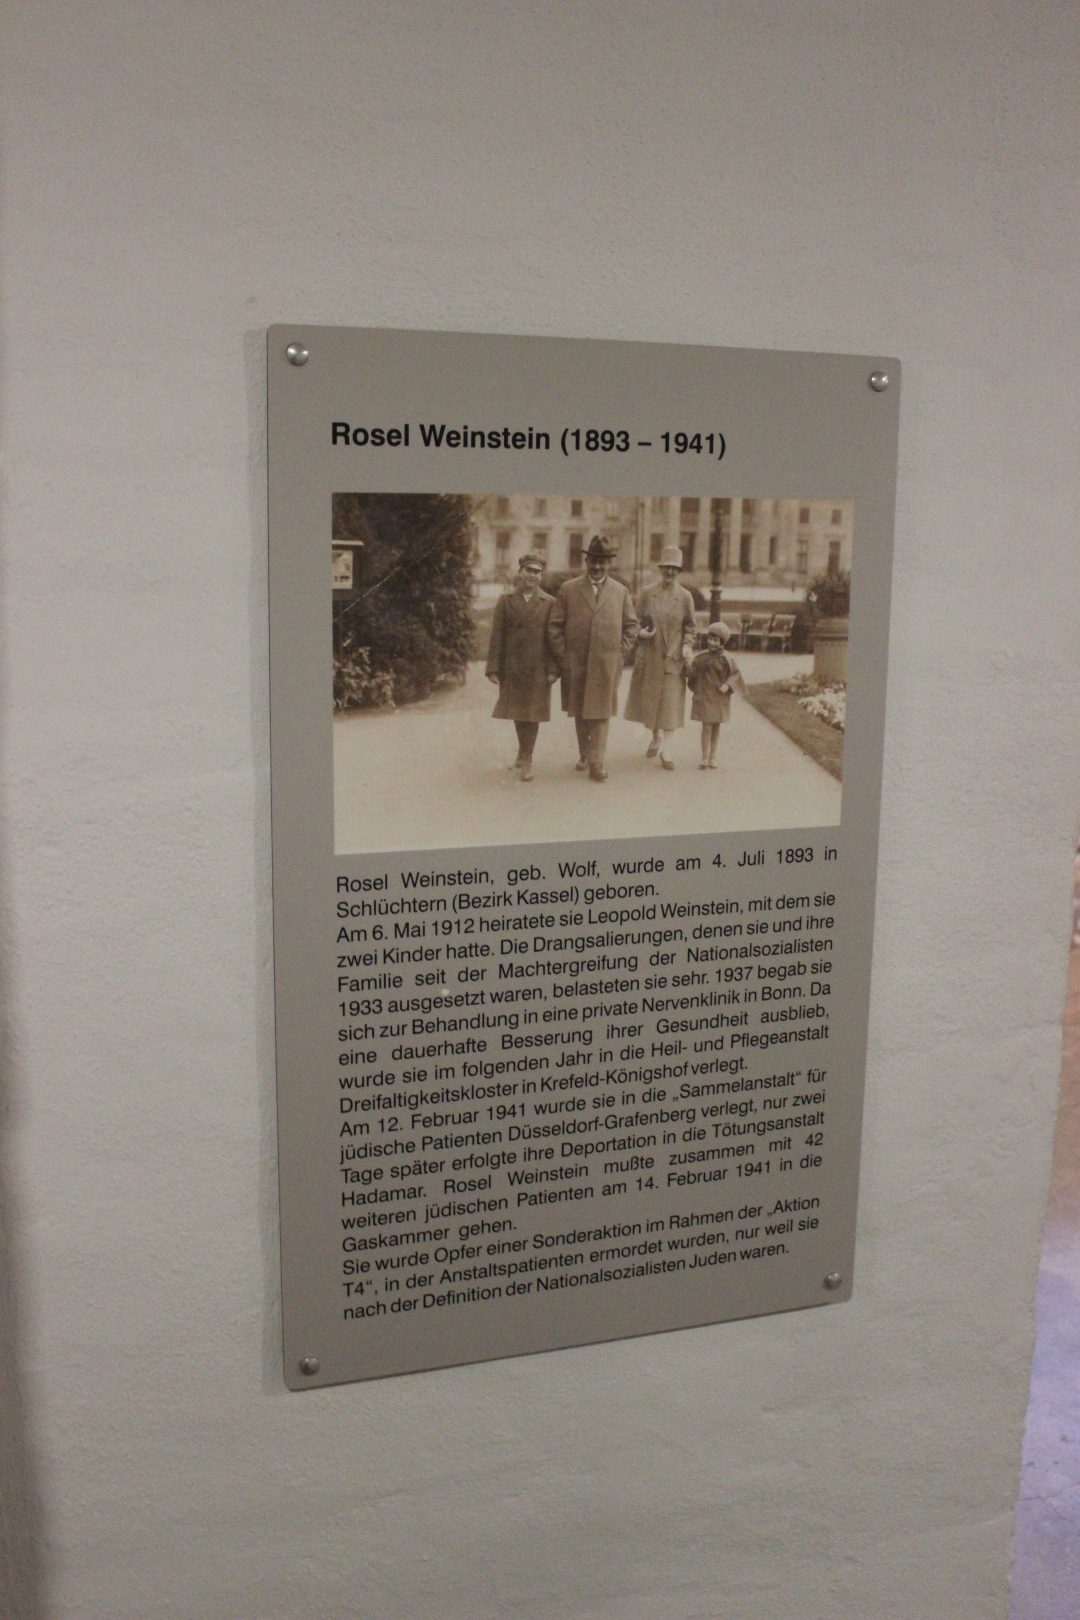 Rosel Weinstein (1893 – 1941)
Rosel Weinstein, geb. Wolf, wurde am 4. Juli 1893 in
Schlüchtern (Bezirk Kassel) geboren.
Am 6. Mai 1912 heiratete sie Leopold Weinstein, mit dem sie
zwei Kinder hatte. Die Drangsalierungen, denen sie und ihre
Familie seit der Machtergreifung der Nationalsozialisten
1933 ausgesetzt waren, belasteten sie sehr. 1937 begab sie
sich zur Behandlung in eine private Nervenklinik in Bonn. Da
eine dauerhafte Besserung ihrer Gesundheit ausblieb,
wurde sie im folgenden Jahr in die Heil- und Pflegeanstalt
Dreifaltigkeitskloster in Krefeld-Königshof verlegt.
Am 12. Februar 1941 wurde sie in die „Sammelanstalt“ für
jüdische Patienten Düsseldorf-Grafenberg verlegt, nur zwei
Tage später erfolgte ihre Deportation in die Tötungsanstalt
Hadamar. Rosel Weinstein mußte zusammen mit 42
weiteren jüdischen Patienten am 14. Februar 1941 in die
Gaskammer gehen.
Sie wurde Opfer einer Sonderaktion im Rahmen der „Aktion
T4“, in der Anstaltspatienten ermordet wurden, nur weil sie
nach der Definition der Nationalsozialisten Juden waren.